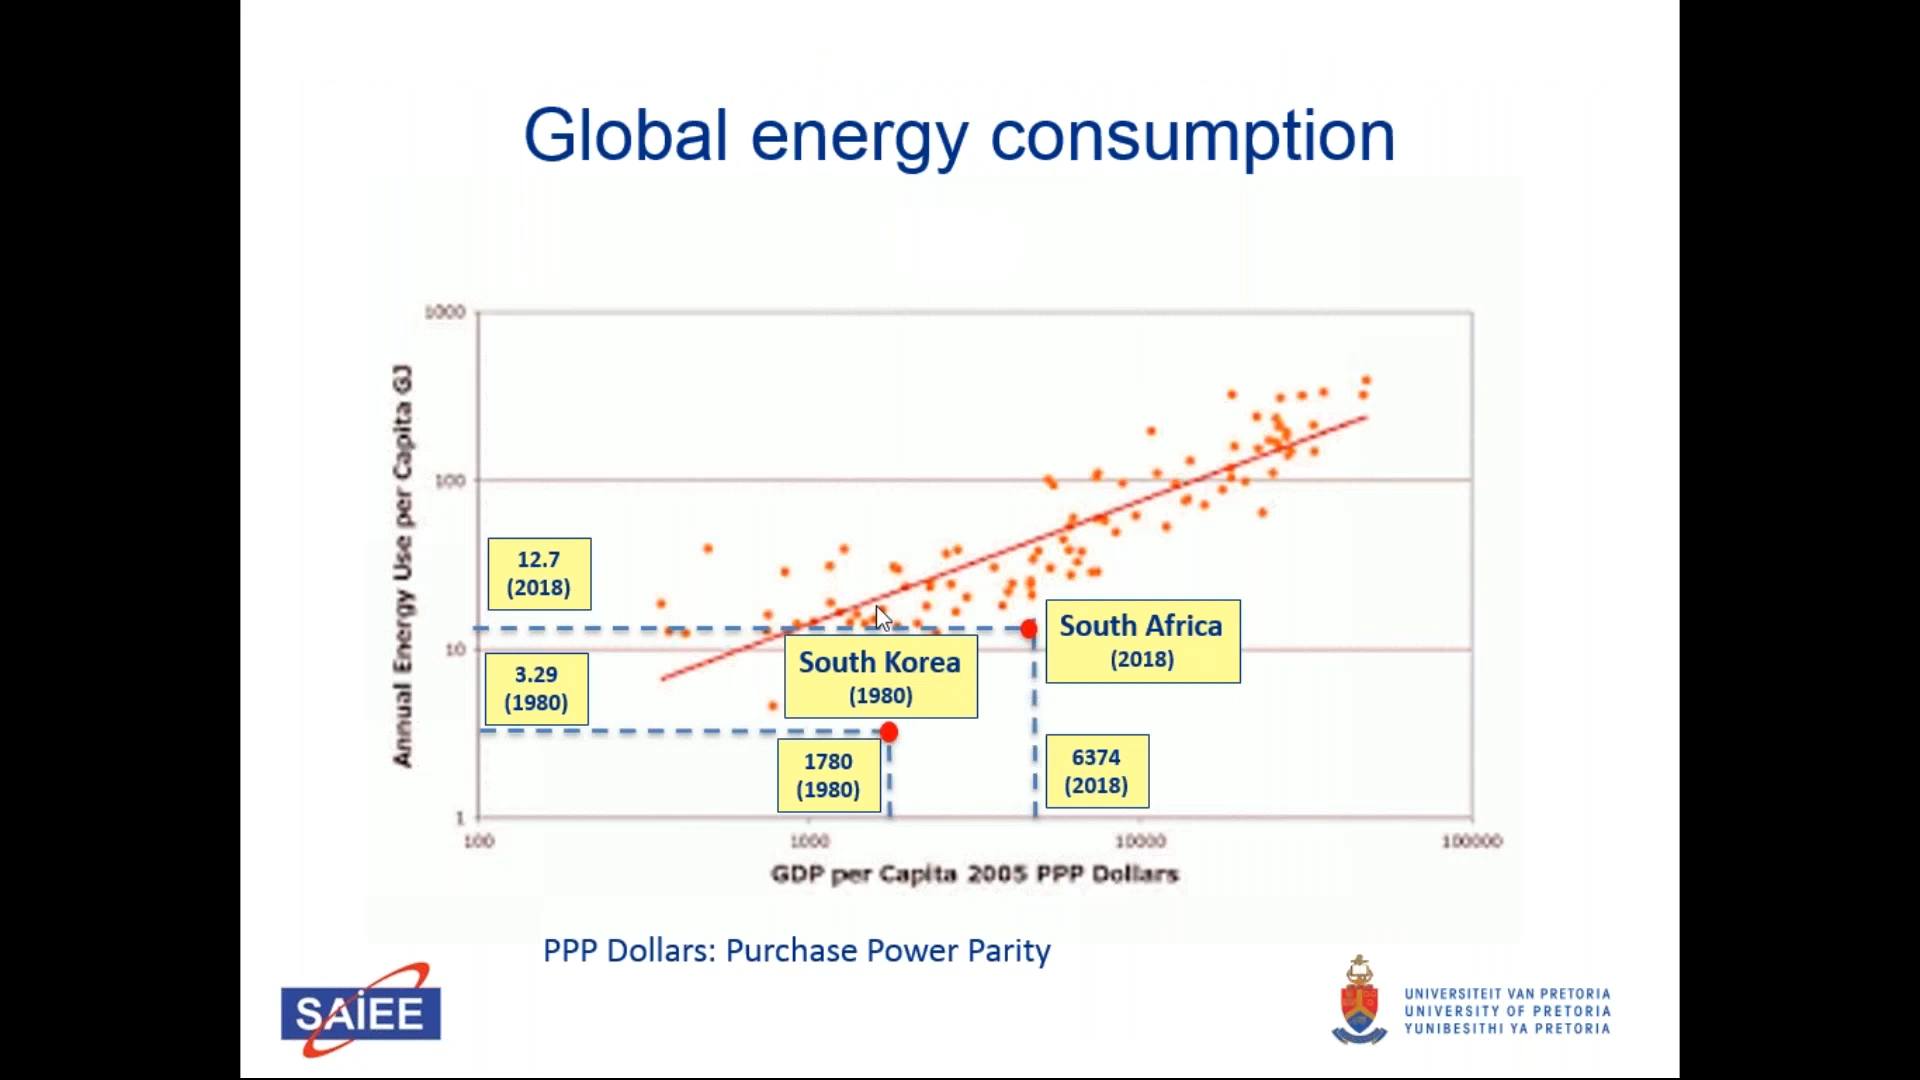 Global energy consumption
1000
100
10
1
Annual Energy Use per Capita GJ
12.7
(2018)
3.29
(1980)
South Korea
(1980)
South Africa
(2018)
1780
(1980)
6374
(2018)
100
1000
10000
100000
GDP per Capita 2005 PPP Dollars
PPP Dollars: Purchase Power Parity
SAIEE
UNIVERSITEIT VAN PRETORIA
UNIVERSITY OF PRETORIA
YUNIBESITHI YA PRETORIA